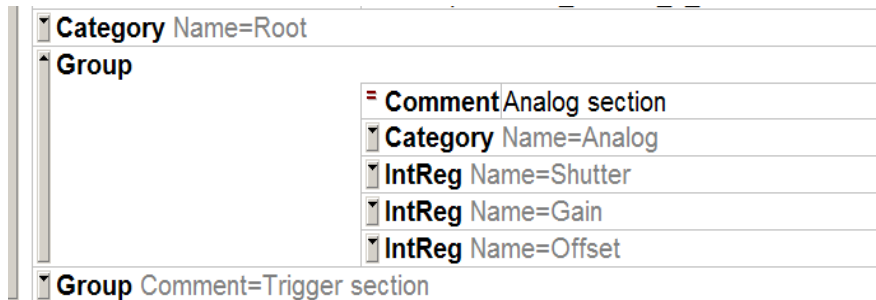 Category Name=Root
Group
= Comment Analog section
Category Name=Analog
IntReg Name=Shutter
IntReg Name=Gain
IntReg Name=Offset
Group Comment=Trigger section